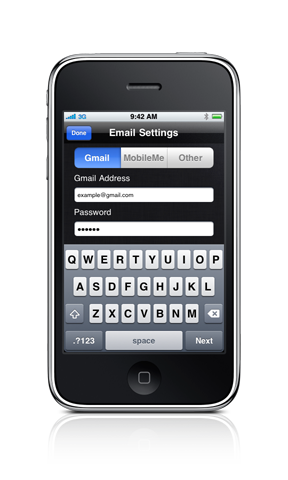 3G 9:42 AM
Done Email Settings
Gmail MobileMe Other
Gmail Address
example@gmail.com
Password
••••••
Q W E R T Y U I O P
A S D F G H J K L
Z X C V B N M
.?123 space Next